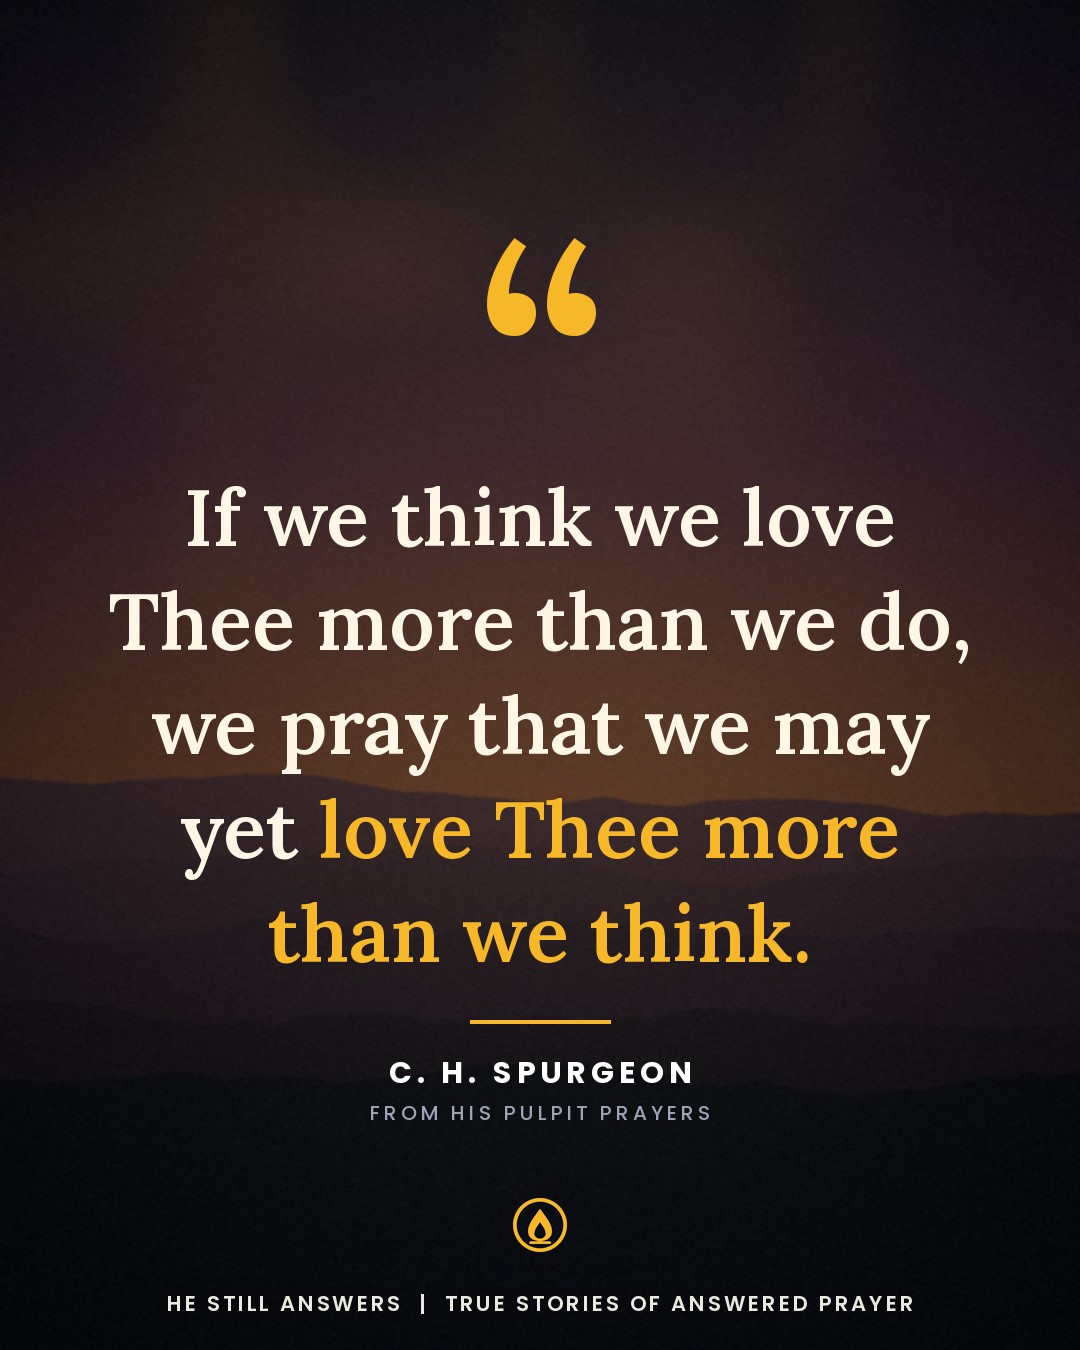 “
If we think we love
Thee more than we do,
we pray that we may
yet love Thee more
than we think.
C. H. SPURGEON
FROM HIS PULPIT PRAYERS
HE STILL ANSWERS | TRUE STORIES OF ANSWERED PRAYER